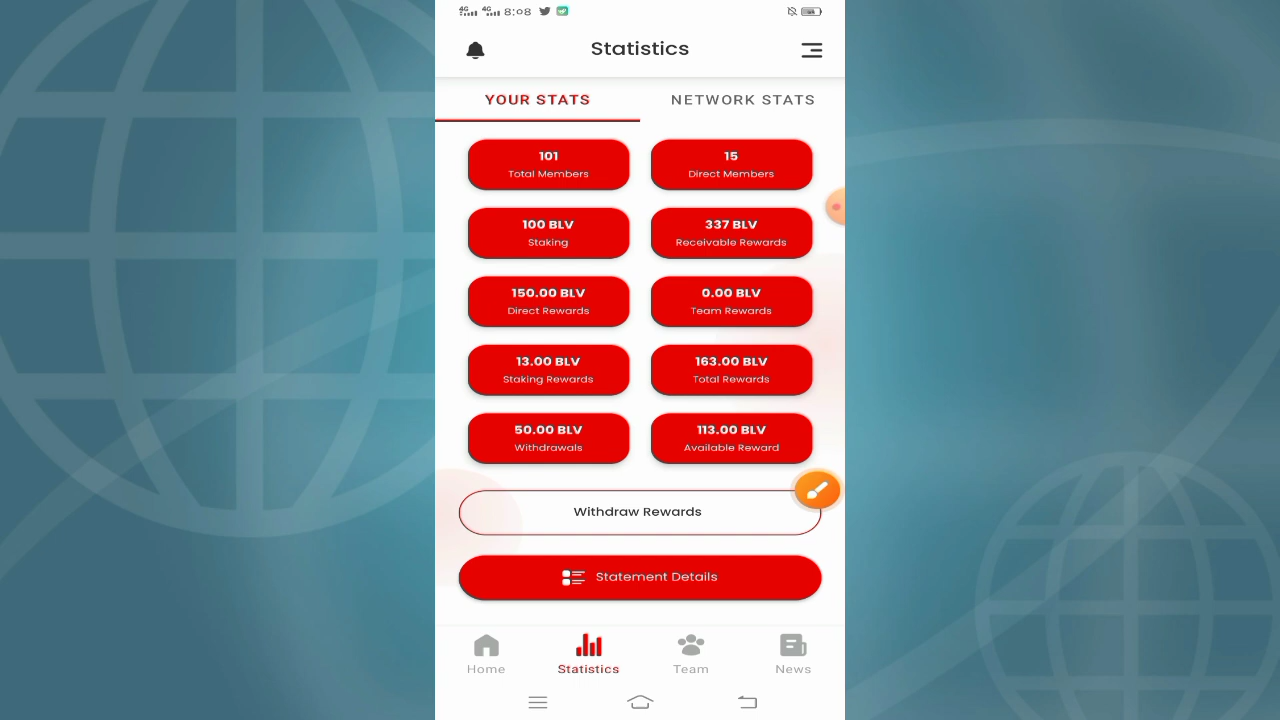 4G 4G 8:08
Statistics
YOUR STATS NETWORK STATS
101 15
Total Members Direct Members
100 BLV 337 BLV
Staking Receivable Rewards
150.00 BLV 0.00 BLV
Direct Rewards Team Rewards
13.00 BLV 163.00 BLV
Staking Rewards Total Rewards
50.00 BLV 113.00 BLV
Withdrawals Available Reward
Withdraw Rewards
Statement Details
Home Statistics Team News